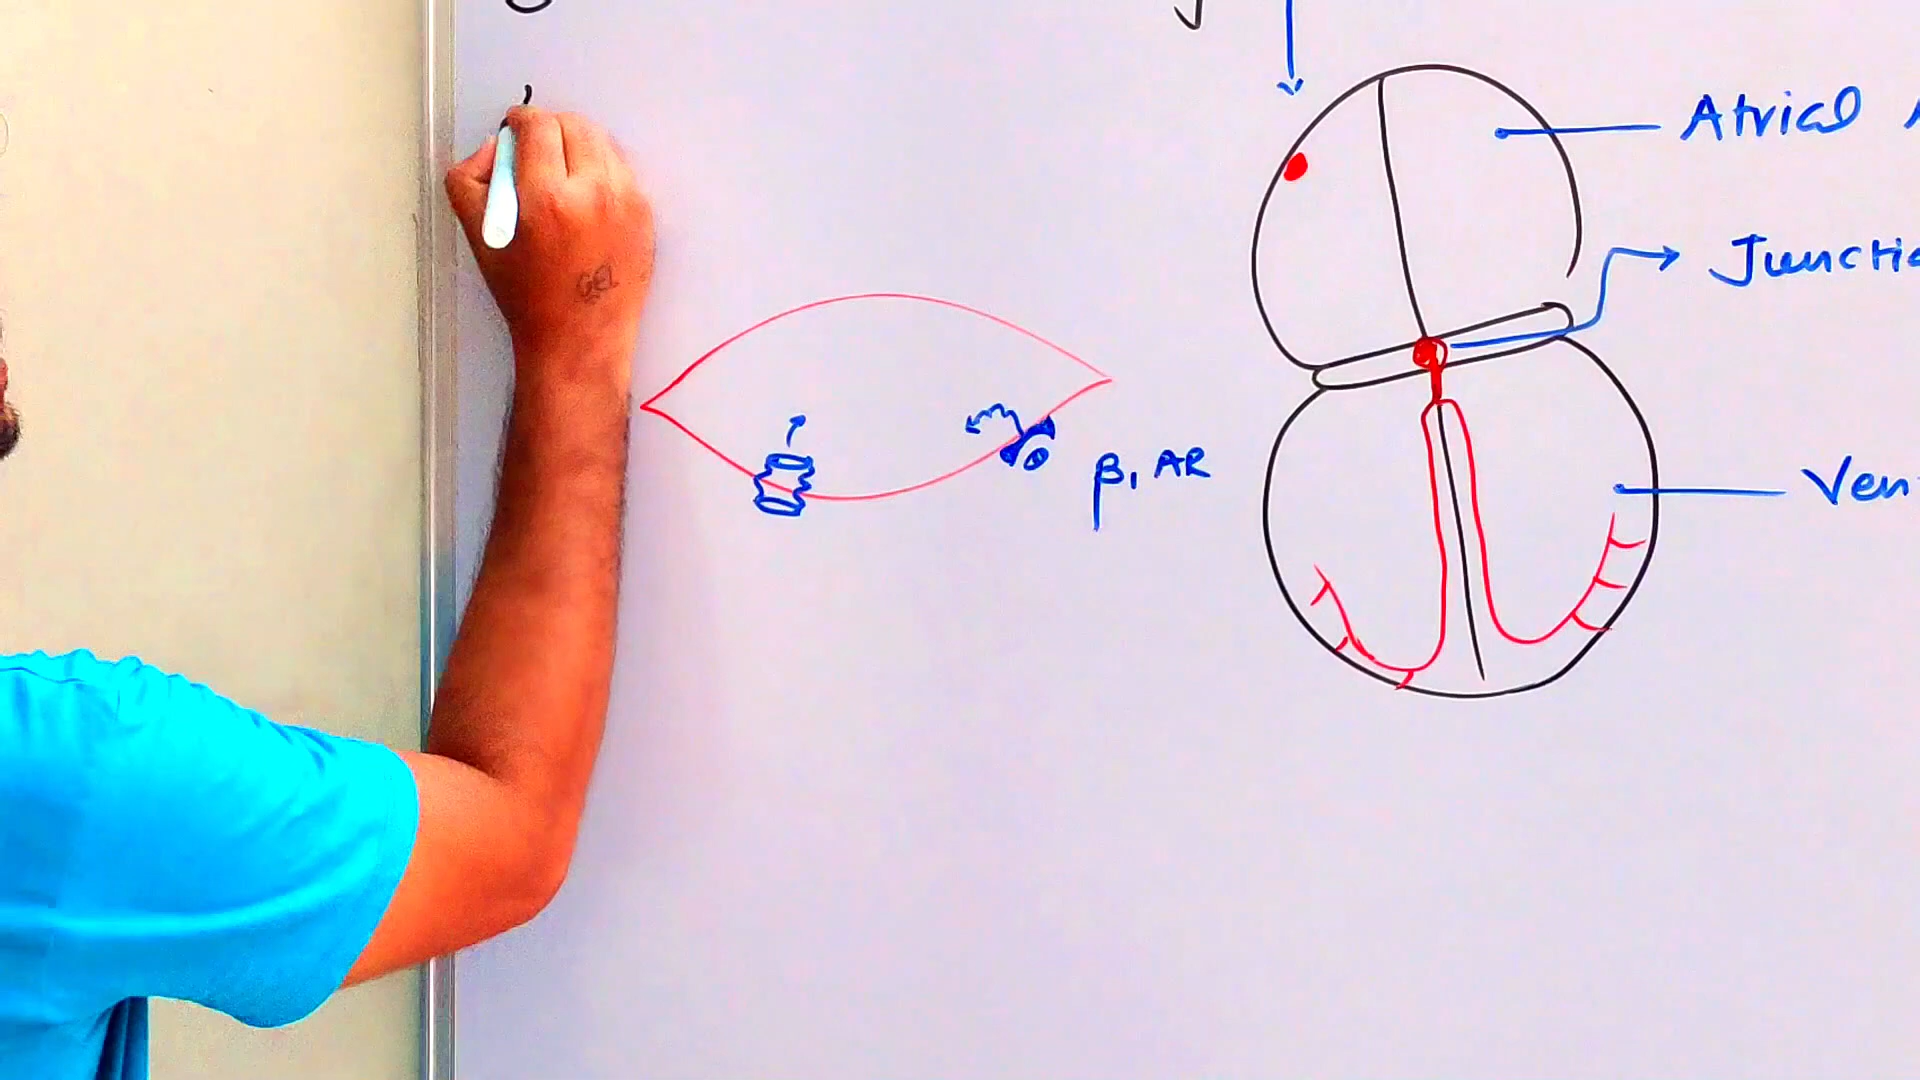 Atrial
Junctio
β₁ AR
Ven